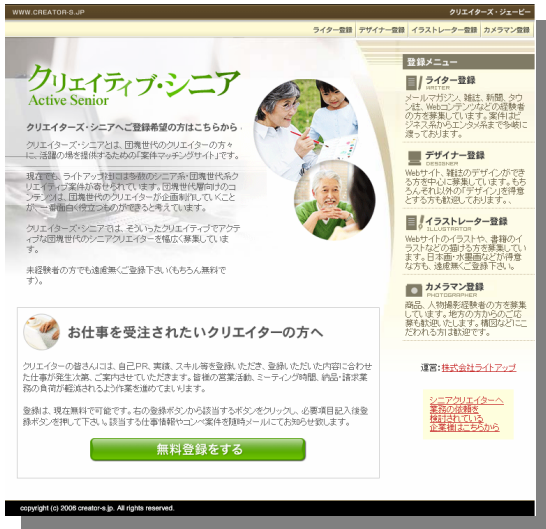 WWW.CREATOR-S.JP
クリエイターズ・ジェーピー
ライター登録 デザイナー登録 イラストレーター登録 カメラマン登録
クリエイティブ・シニア
Active Senior
クリエイターズ・シニアへご登録希望の方はこちらから
クリエイターズ・シニアとは、団塊世代のクリエイターの方々
に、活躍の場を提供するための「案件マッチングサイト」です。
現在でも、ライトアップ社には多数のシニア系・団塊世代系ク
リエイティブ案件が寄せられています。団塊世代層向けのコ
ンテンツは、団塊世代のクリエイターが企画制作していくこと
が、一番面白く役立つものができると考えています。
クリエイターズ・シニアでは、そういったクリエイティブでアクテ
ィブな団塊世代のシニアクリエイターを幅広く募集していま
す。
未経験者の方でも遠慮無くご登録下さい(もちろん無料で
す)。
お仕事を受注されたいクリエイターの方へ
クリエイターの皆さんには、自己PR、実績、スキル等を登録いただき、登録いただいた内容に合わせ
た仕事が発生次第、ご案内させていただきます。皆様の営業活動、ミーティング時間、納品・請求業
務の負荷が軽減されるよう作業を進めてまいります。
登録は、現在無料で可能です。右の登録ボタンから該当するボタンをクリックし、必要項目記入後登
録ボタンを押して下さい。該当する仕事情報やコンペ案件を随時メールにてお知らせ致します。
無料登録をする
登録メニュー
ライター登録
WRITER
メールマガジン、雑誌、新聞、タウ
ン誌、Webコンテンツなどの経験者
の方を募集しています。案件はビ
ジネス系からエンタメ系まで多岐に
渡っております。
デザイナー登録
DESIGNER
Webサイト、雑誌のデザインができ
る方を中心に募集しています。もち
ろんそれ以外の「デザイン」を得意
とする方も歓迎しております。、
イラストレーター登録
ILLUSTRATOR
Webサイトのイラストや、書籍のイ
ラストなどの描ける方を募集してい
ます。日本画・水墨画などが得意
な方も、遠慮無くご登録下さい。
カメラマン登録
PHOTOGRAPHER
商品、人物撮影経験者の方を募集
しています。地方の方からのご応
募も歓迎いたします。構図などにこ
だわれる方は歓迎です。
運営:株式会社ライトアップ
シニアクリエイターへ
業務の依頼を
検討されている
企業様はこちらから
copyright (c) 2006 creator-s.jp. All rights reserved.